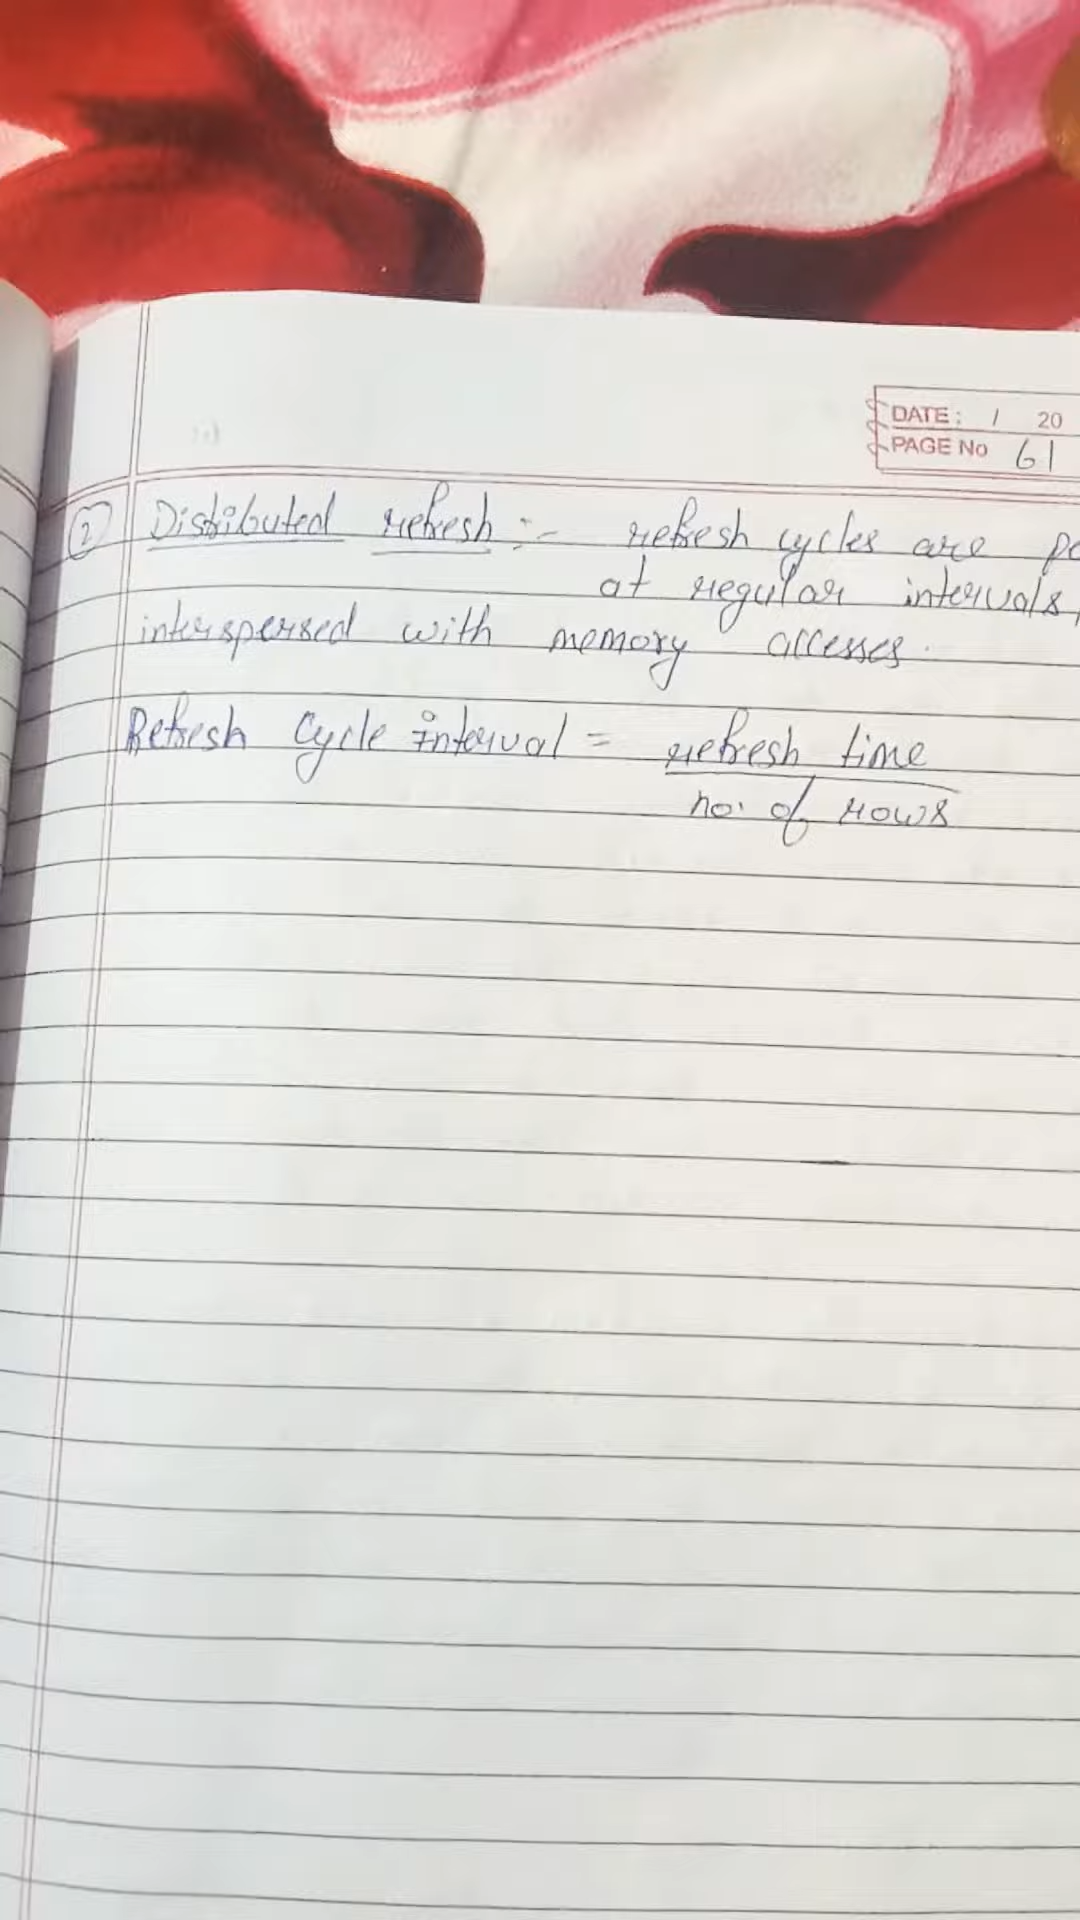 DATE: / 20
PAGE No 61
② Distributed refresh :- refresh cycles are
at regular intervals,
interspersed with memory accesses.
Refresh Cycle interval = refresh time
no. of rows